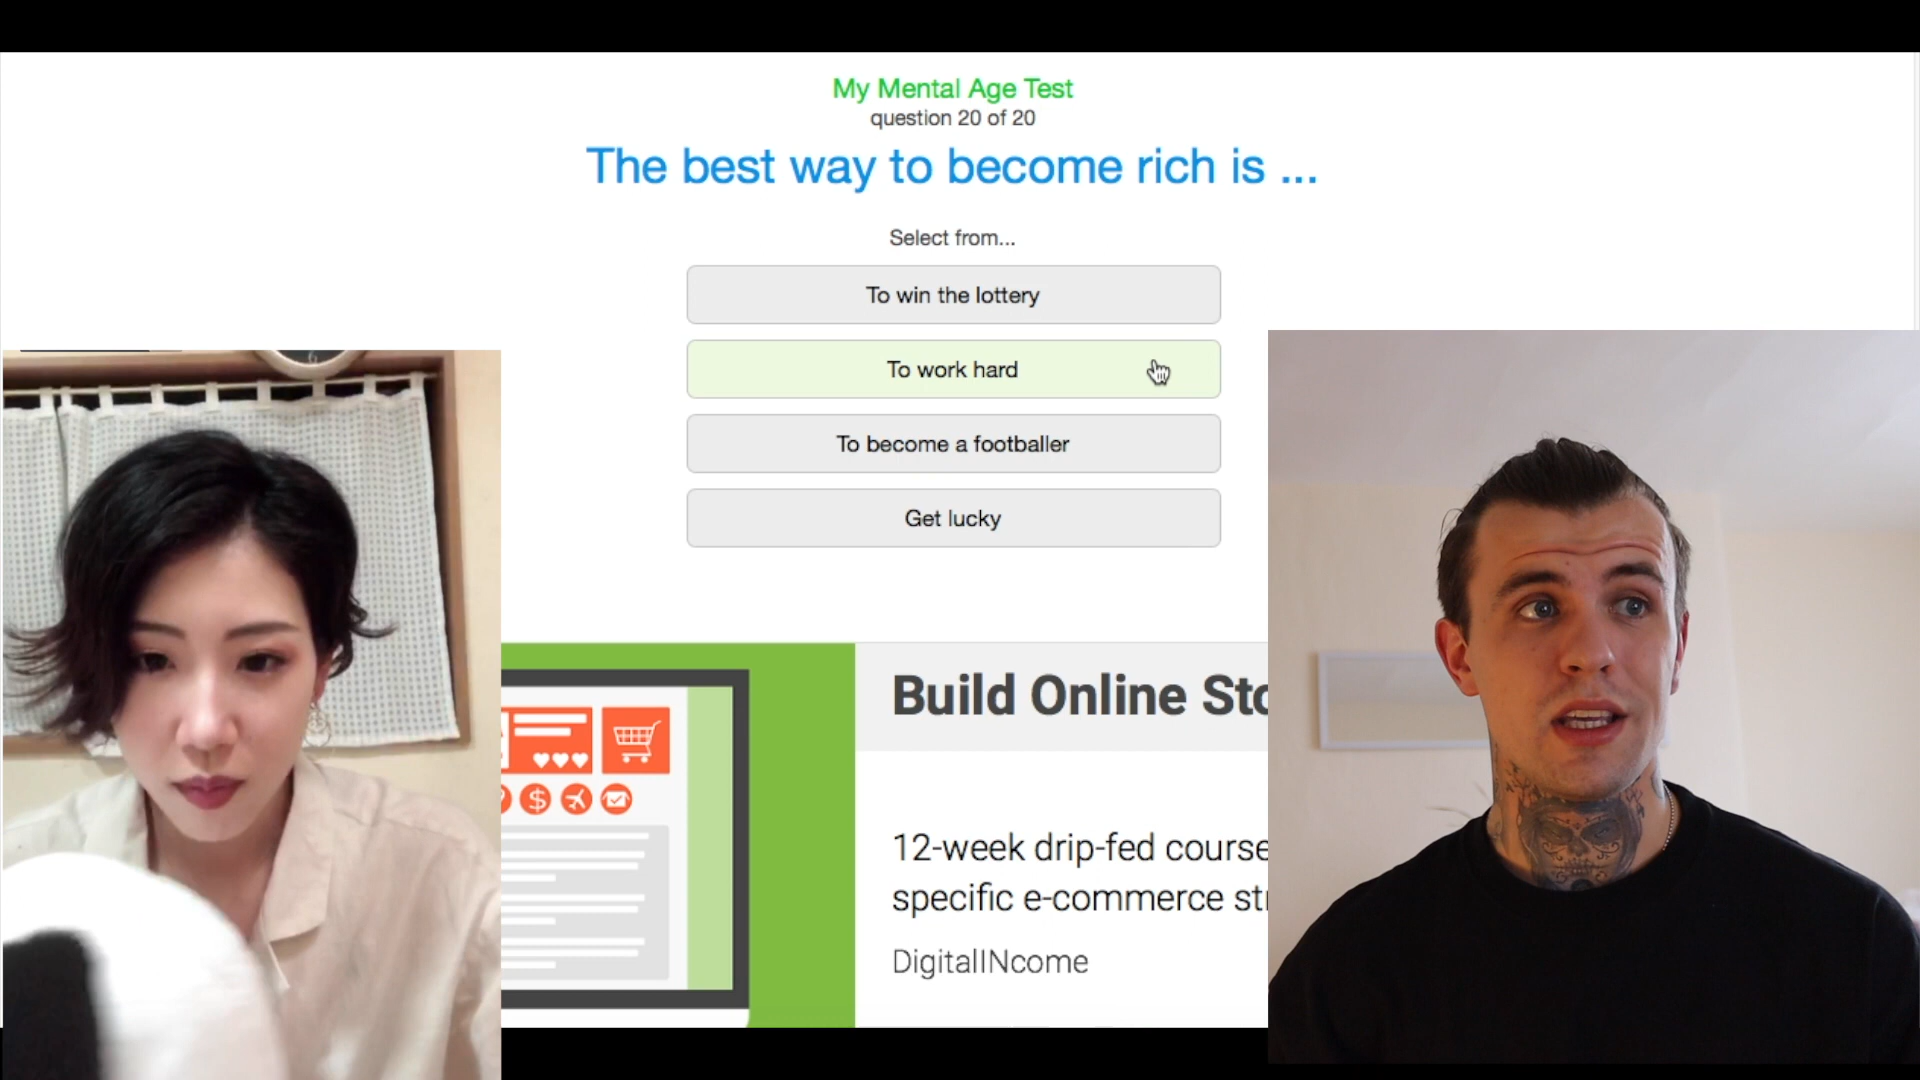 My Mental Age Test
question 20 of 20
The best way to become rich is ...
Select from...
To win the lottery
To work hard
To become a footballer
Get lucky
Build Online Sto
12-week drip-fed course
specific e-commerce st
DigitalINcome